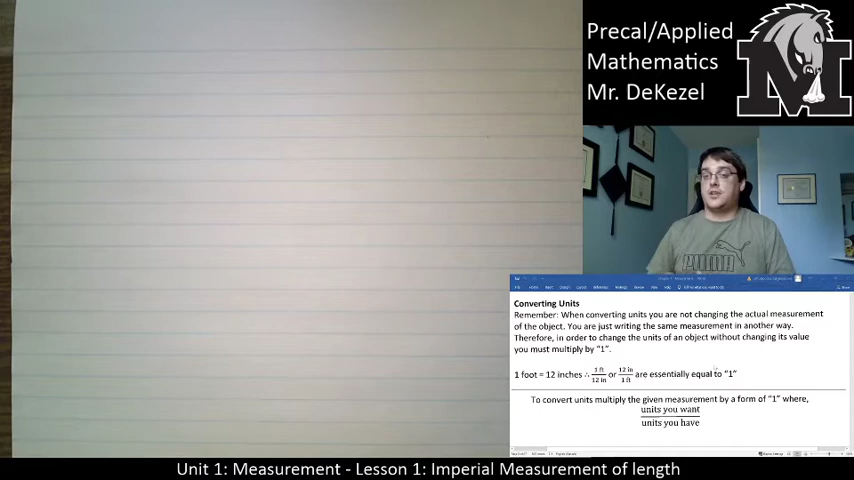 Precal/Applied
Mathematics
Mr. DeKezel
M
PUMA
Converting Units
Remember: When converting units you are not changing the actual measurement
of the object. You are just writing the same measurement in another way.
Therefore, in order to change the units of an object without changing its value
you must multiply by "1".
1 foot = 12 inches ∴ 1 ft/12 in or 12 in/1 ft are essentially equal to "1"
To convert units multiply the given measurement by a form of "1" where,
units you want
units you have
Unit 1: Measurement - Lesson 1: Imperial Measurement of length